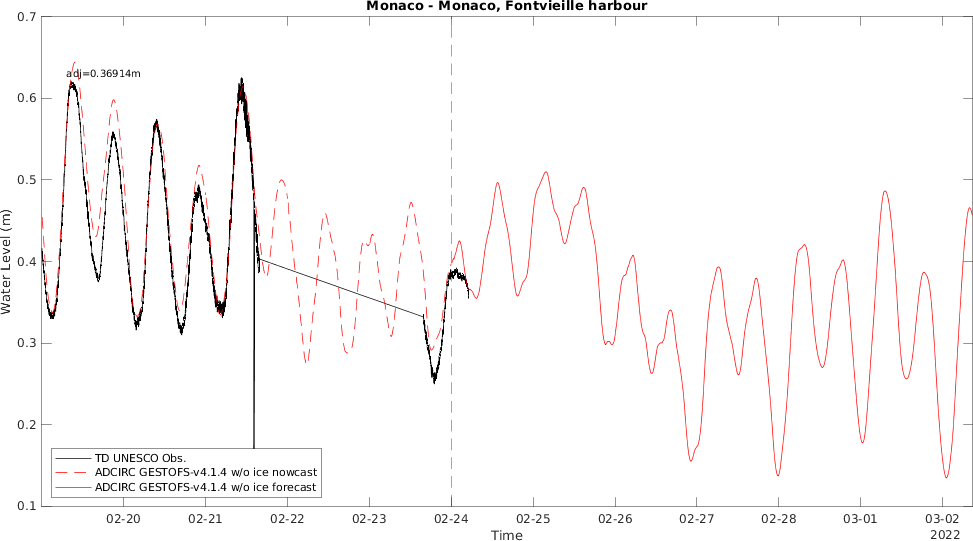 Monaco - Monaco, Fontvieille harbour
0.7
0.6
0.5
0.4
0.3
0.2
0.1
Water Level (m)
adj=0.36914m
TD UNESCO Obs.
ADCIRC GESTOFS-v4.1.4 w/o ice nowcast
ADCIRC GESTOFS-v4.1.4 w/o ice forecast
02-20 02-21 02-22 02-23 02-24 02-25 02-26 02-27 02-28 03-01 03-02
2022
Time